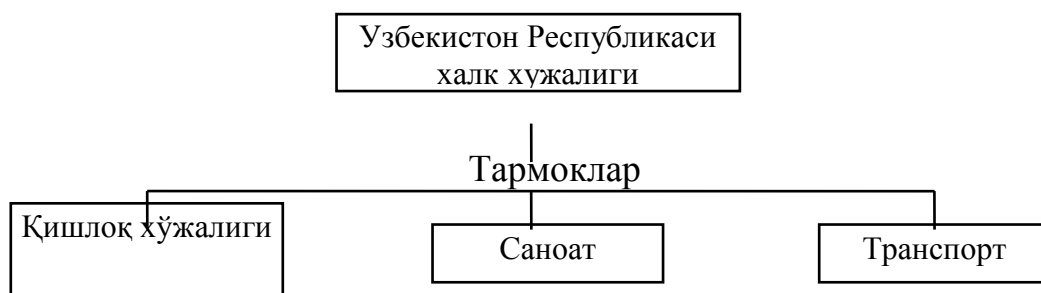 Узбекистон Республикаси
халк хужалиги
Тармоклар
Қишлоқ хўжалиги
Саноат
Транспорт